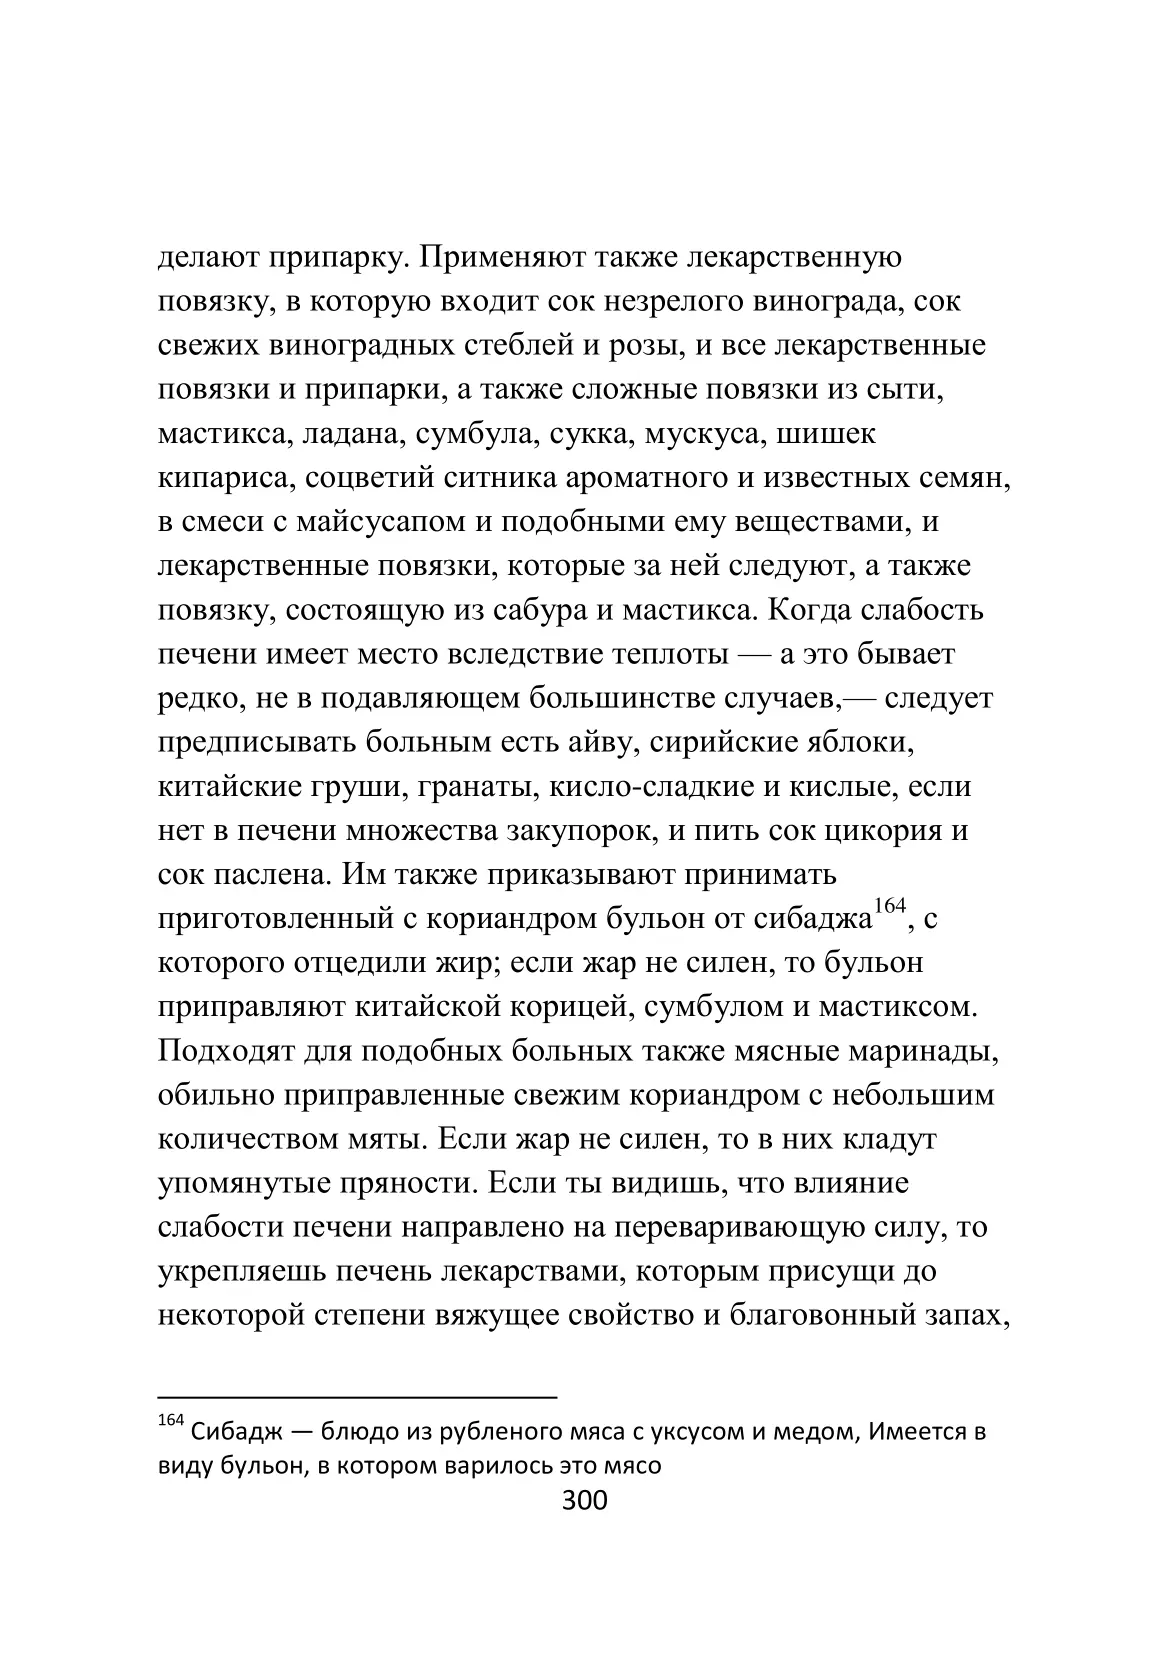 делают припарку. Применяют также лекарственную
повязку, в которую входит сок незрелого винограда, сок
свежих виноградных стеблей и розы, и все лекарственные
повязки и припарки, а также сложные повязки из сыти,
мастикса, ладана, сумбула, сукка, мускуса, шишек
кипариса, соцветий ситника ароматного и известных семян,
в смеси с майсусапом и подобными ему веществами, и
лекарственные повязки, которые за ней следуют, а также
повязку, состоящую из сабура и мастикса. Когда слабость
печени имеет место вследствие теплоты — а это бывает
редко, не в подавляющем большинстве случаев,— следует
предписывать больным есть айву, сирийские яблоки,
китайские груши, гранаты, кисло-сладкие и кислые, если
нет в печени множества закупорок, и пить сок цикория и
сок паслена. Им также приказывают принимать
приготовленный с кориандром бульон от сибаджа164, с
которого отцедили жир; если жар не силен, то бульон
приправляют китайской корицей, сумбулом и мастиксом.
Подходят для подобных больных также мясные маринады,
обильно приправленные свежим кориандром с небольшим
количеством мяты. Если жар не силен, то в них кладут
упомянутые пряности. Если ты видишь, что влияние
слабости печени направлено на переваривающую силу, то
укрепляешь печень лекарствами, которым присущи до
некоторой степени вяжущее свойство и благовонный запах,
164 Сибадж — блюдо из рубленого мяса с уксусом и медом, Имеется в
виду бульон, в котором варилось это мясо
300